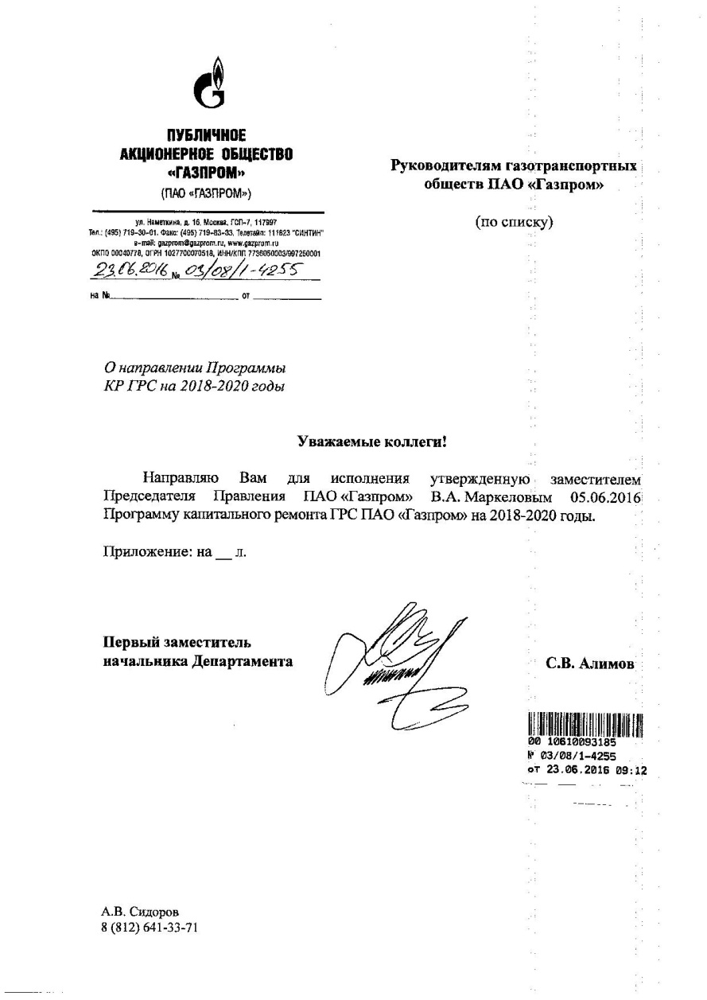 ПУБЛИЧНОЕ
АКЦИОНЕРНОЕ ОБЩЕСТВО
«ГАЗПРОМ»
(ПАО «ГАЗПРОМ»)
ул. Наметкина, д. 16, Москва, ГСП-7, 117997
Тел.: (495) 719-30-01. Факс: (495) 719-83-33, Телетайп: 111823 "СИНТИН"
e-mail: gazprom@gazprom.ru, www.gazprom.ru
ОКПО 00040778, ОГРН 1027700070518, ИНН/КПП 7736050003/997250001
23.06.2016 № 03/08/1-4255
на № от
Руководителям газотранспортных
обществ ПАО «Газпром»
(по списку)
О направлении Программы
КР ГРС на 2018-2020 годы
Уважаемые коллеги!
Направляю Вам для исполнения утвержденную заместителем
Председателя Правления ПАО «Газпром» В.А. Маркеловым 05.06.2016
Программу капитального ремонта ГРС ПАО «Газпром» на 2018-2020 годы.
Приложение: на __ л.
Первый заместитель
начальника Департамента
С.В. Алимов
00 10610093185
№ 03/08/1-4255
от 23.06.2016 09:12
А.В. Сидоров
8 (812) 641-33-71